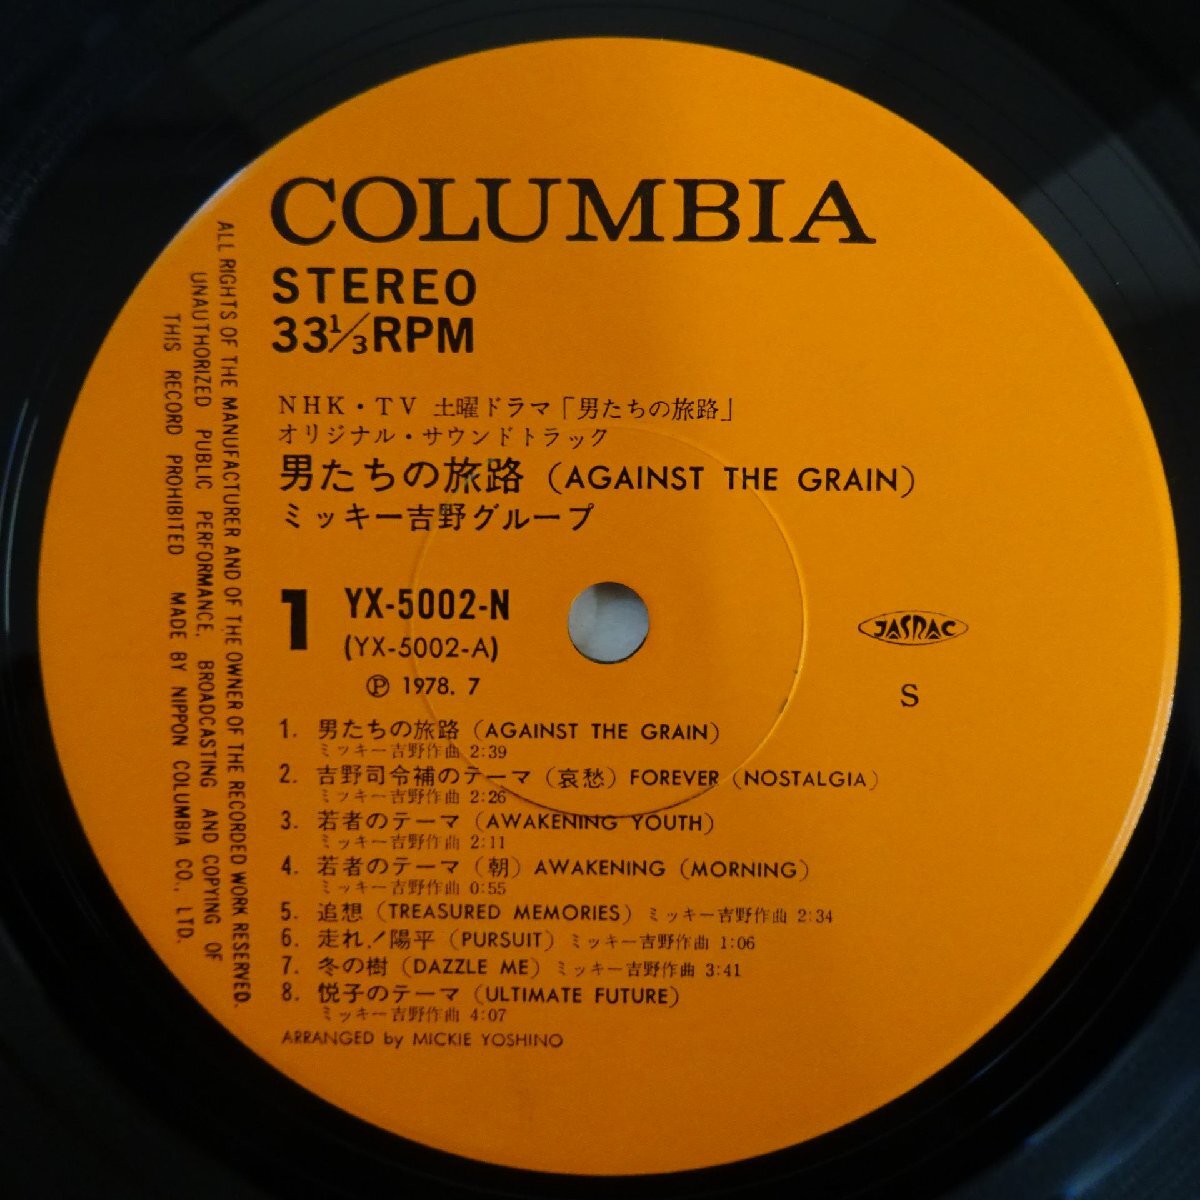 COLUMBIA
STEREO
33⅓RPM
NHK・TV 土曜ドラマ「男たちの旅路」
オリジナル・サウンドトラック
男たちの旅路 (AGAINST THE GRAIN)
ミッキー吉野グループ
1
YX-5002-N
(YX-5002-A)
Ⓟ 1978. 7
JASRAC
S
1. 男たちの旅路 (AGAINST THE GRAIN)
ミッキー吉野作曲 2:39
2. 吉野司令補のテーマ (哀愁) FOREVER (NOSTALGIA)
ミッキー吉野作曲 2:26
3. 若者のテーマ (AWAKENING YOUTH)
ミッキー吉野作曲 2:11
4. 若者のテーマ (朝) AWAKENING (MORNING)
ミッキー吉野作曲 0:55
5. 追想 (TREASURED MEMORIES) ミッキー吉野作曲 2:34
6. 走れ！陽平 (PURSUIT) ミッキー吉野作曲 1:06
7. 冬の樹 (DAZZLE ME) ミッキー吉野作曲 3:41
8. 悦子のテーマ (ULTIMATE FUTURE)
ミッキー吉野作曲 4:07
ARRANGED by MICKIE YOSHINO
ALL RIGHTS OF THE MANUFACTURER AND OF THE OWNER OF THE RECORDED WORK RESERVED.
UNAUTHORIZED PUBLIC PERFORMANCE, BROADCASTING AND COPYING OF
THIS RECORD PROHIBITED MADE BY NIPPON COLUMBIA CO., LTD.